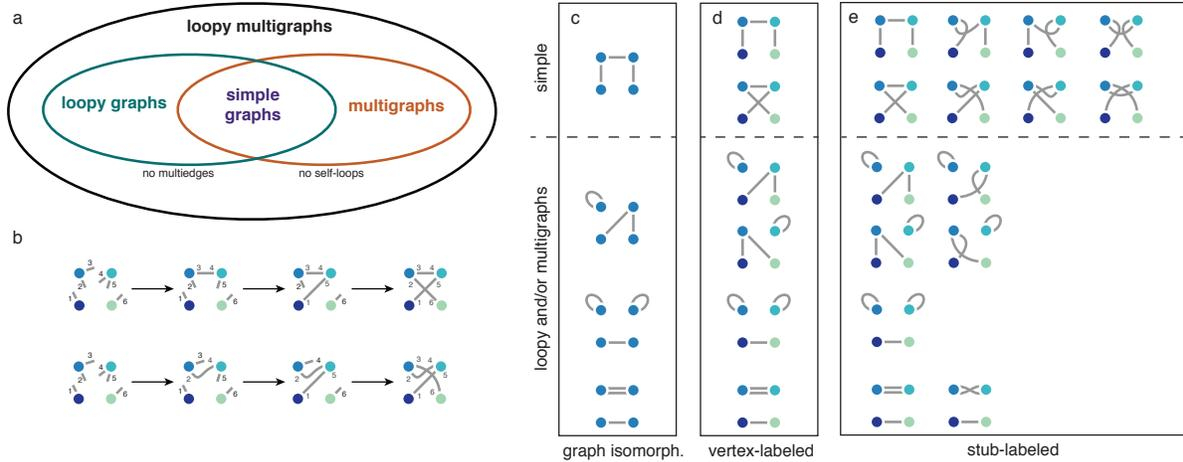 a
loopy multigraphs
loopy graphs
simple
graphs
multigraphs
no multiedges
no self-loops
b
3
4
2
5
1
6
3
4
2
5
1
6
3
4
2
5
1
6
3
4
2
5
1
6
3
4
2
5
1
6
3
4
2
5
1
6
3
4
2
5
1
6
3
4
2
5
1
6
simple
loopy and/or multigraphs
c
graph isomorph.
d
vertex-labeled
e
stub-labeled